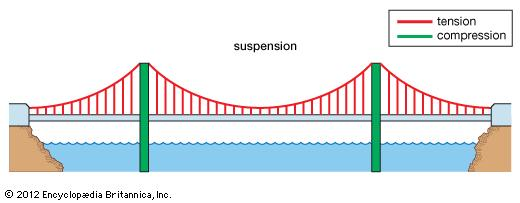 tension
compression
suspension
© 2012 Encyclopædia Britannica, Inc.